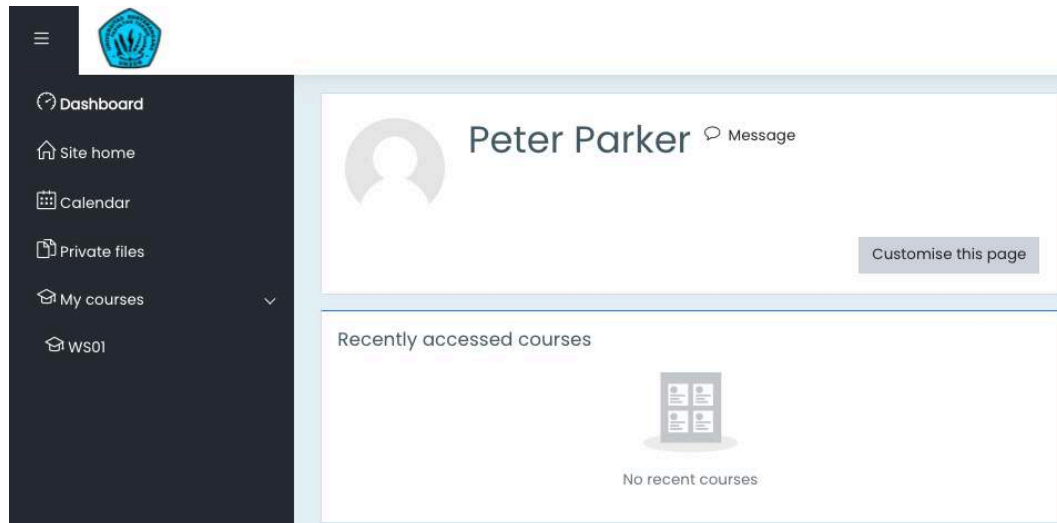 Dashboard
Site home
Calendar
Private files
My courses
WS01
Peter Parker Message
Customise this page
Recently accessed courses
No recent courses